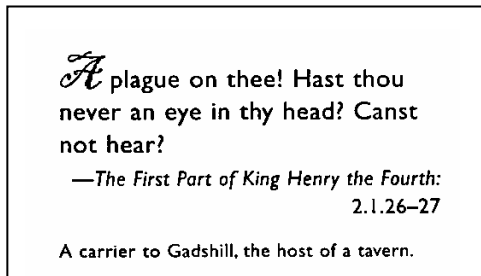 A plague on thee! Hast thou
never an eye in thy head? Canst
not hear?
—The First Part of King Henry the Fourth:
2.1.26–27
A carrier to Gadshill, the host of a tavern.